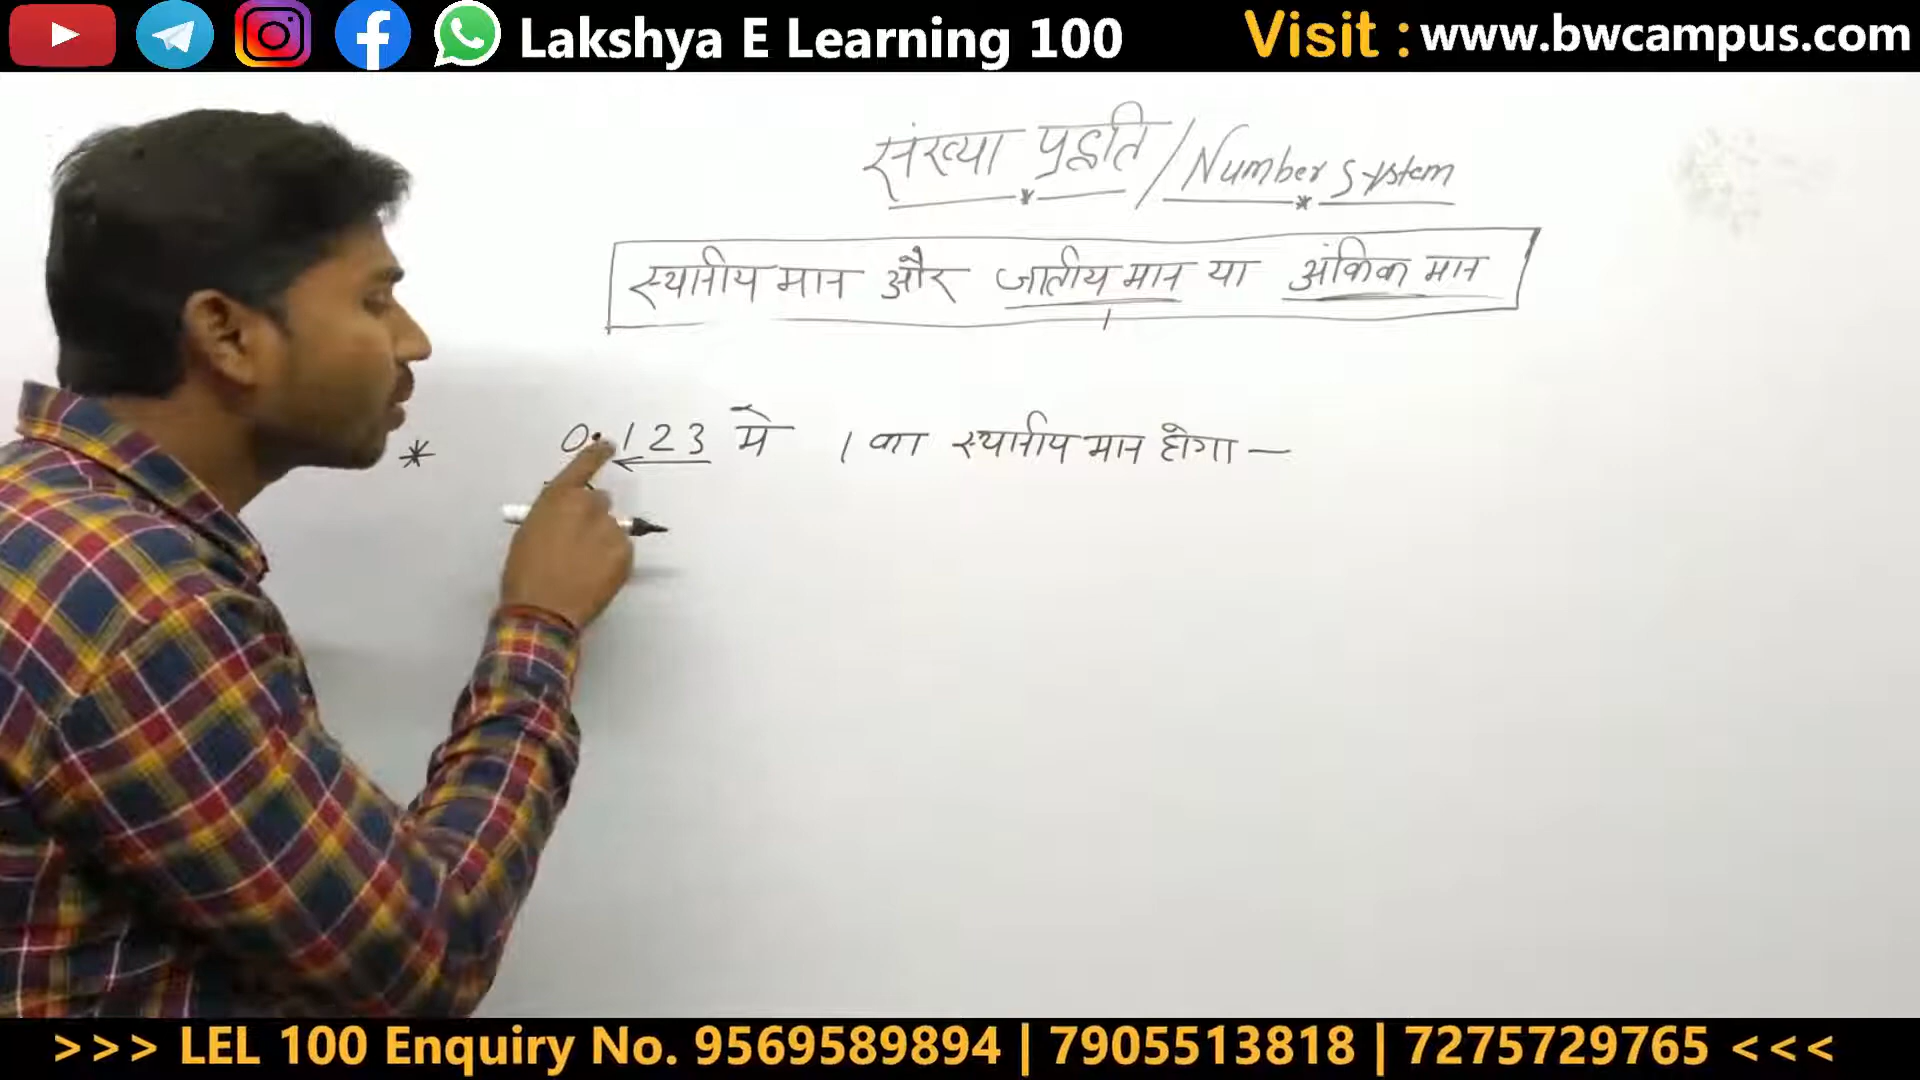 Lakshya E Learning 100 Visit : www.bwcampus.com
संख्या पद्धति / Number System
स्थानीय मान और जातीय मान या अंकिक मान
* 0.123 में 1 का स्थानीय मान होगा —
>>> LEL 100 Enquiry No. 9569589894 | 7905513818 | 7275729765 <<<